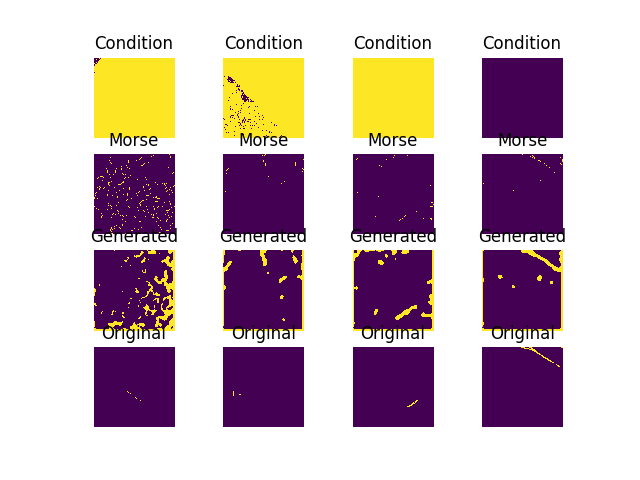 Condition Condition Condition Condition
Morse Morse Morse Morse
Generated Generated Generated Generated
Original Original Original Original